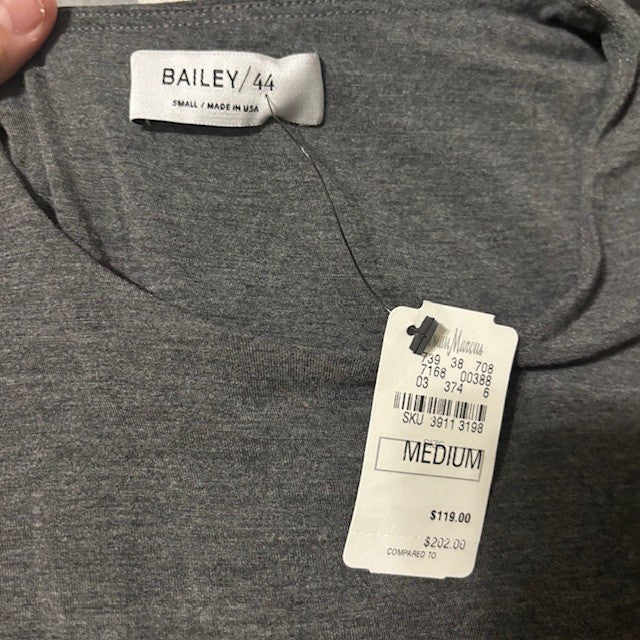 BAILEY/44
SMALL / MADE IN USA
Marcus
739 38 708
7168 00388
03 374 6
SKU 3911 3198
MEDIUM
$119.00
$202.00
COMPARED TO